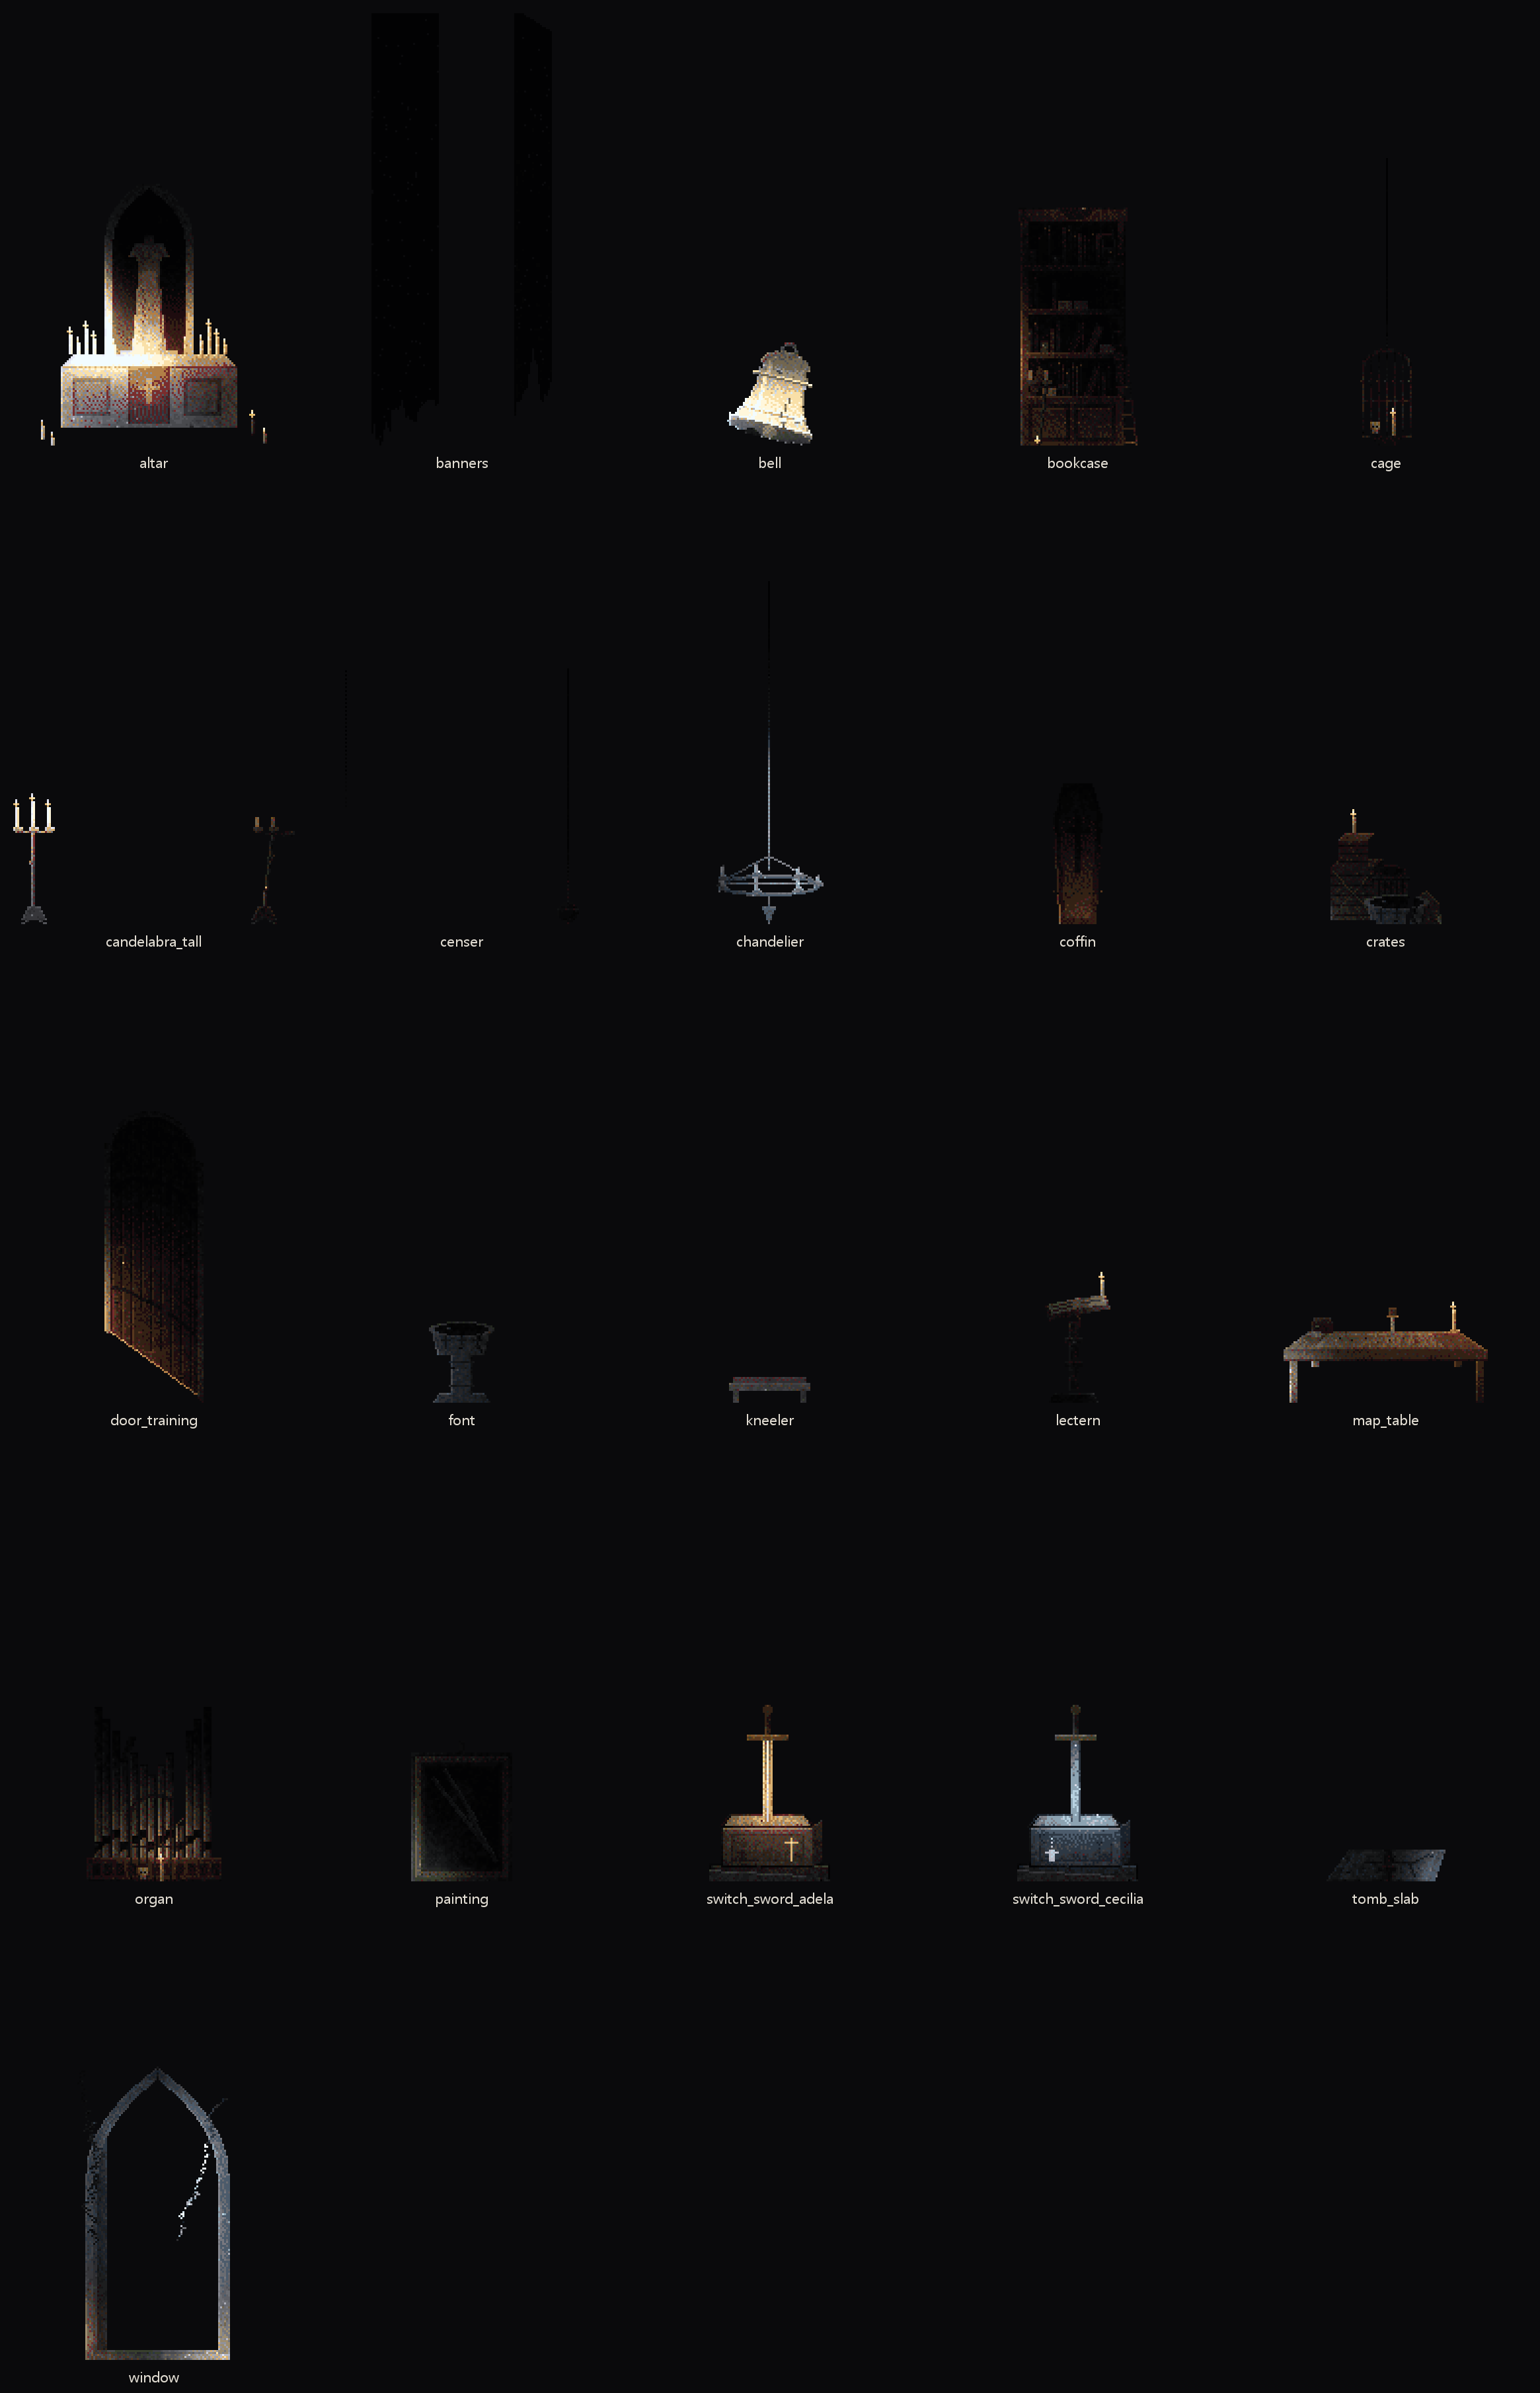 altar
banners
bell
bookcase
cage
candelabra_tall
censer
chandelier
coffin
crates
door_training
font
kneeler
lectern
map_table
organ
painting
switch_sword_adela
switch_sword_cecilia
tomb_slab
window